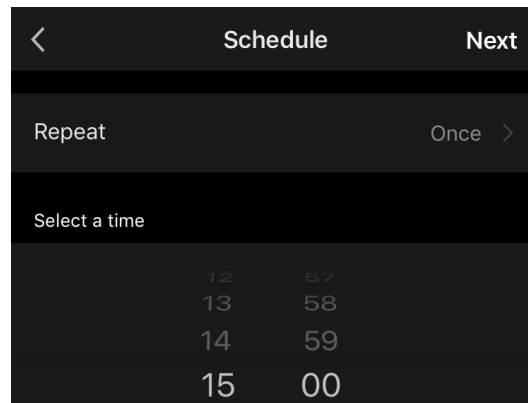 Schedule Next
Repeat Once
Select a time
12 57
13 58
14 59
15 00